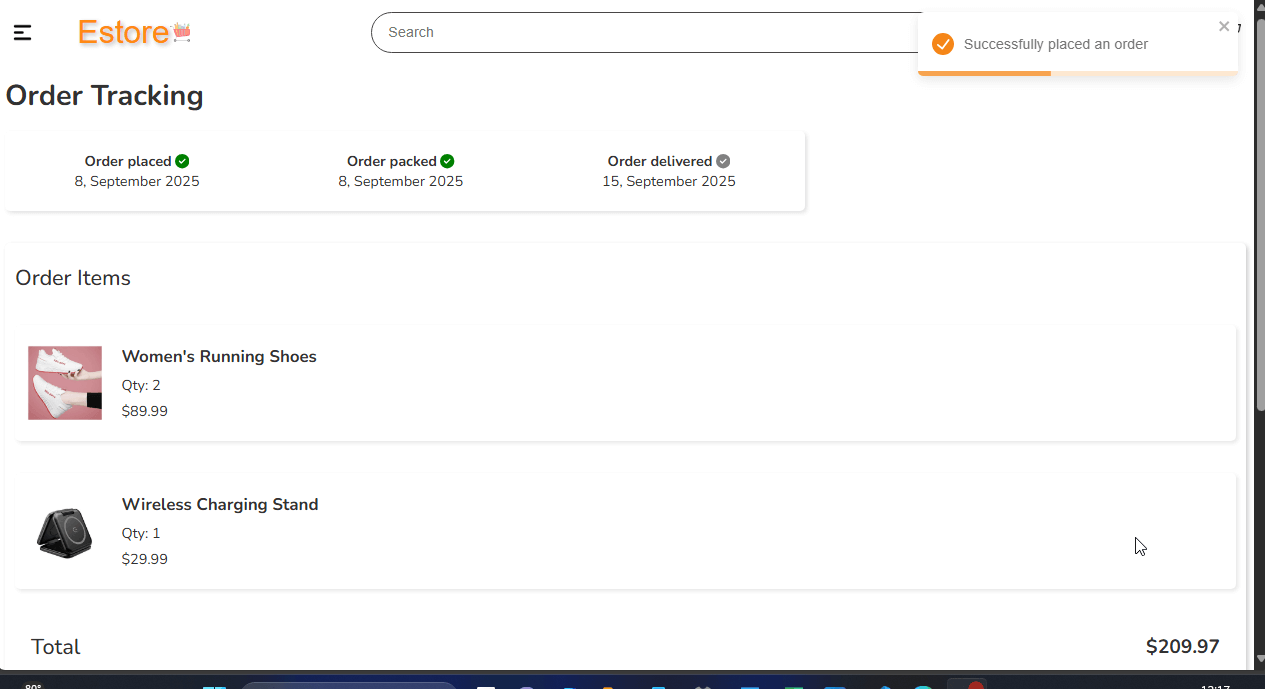 Estore
Search
Successfully placed an order
Order Tracking
Order placed
8, September 2025
Order packed
8, September 2025
Order delivered
15, September 2025
Order Items
Women's Running Shoes
Qty: 2
$89.99
Wireless Charging Stand
Qty: 1
$29.99
Total
$209.97